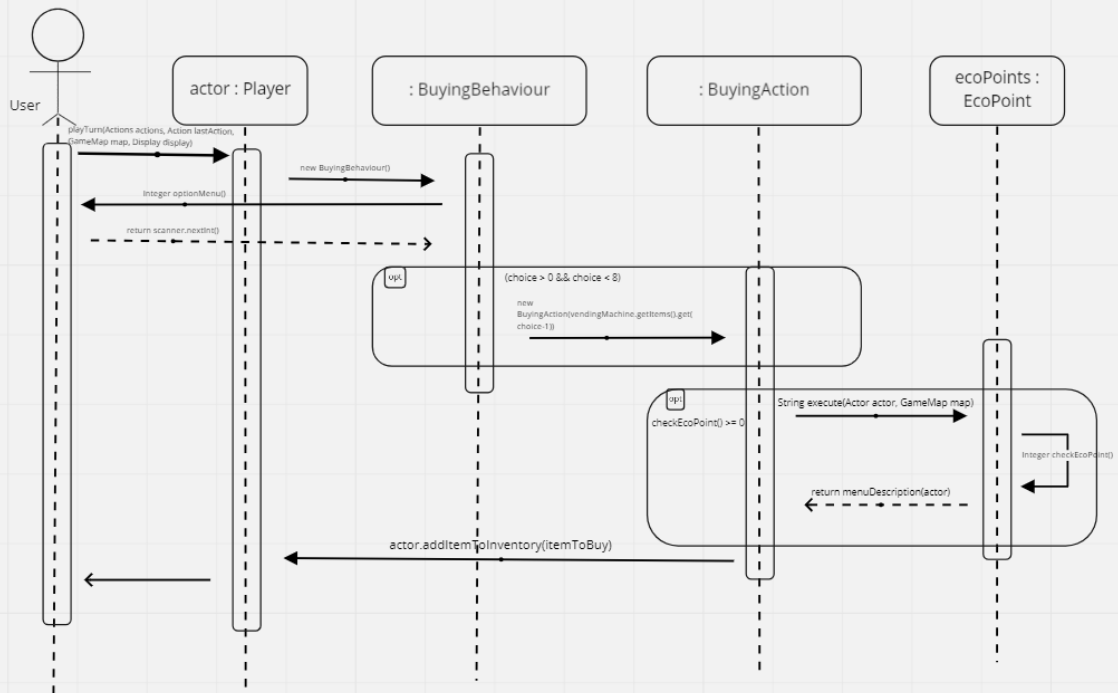 User
actor : Player
: BuyingBehaviour
: BuyingAction
ecoPoints :
EcoPoint
playTurn(Actions actions, Action lastAction,
GameMap map, Display display)
new BuyingBehaviour()
Integer optionMenu()
return scanner.nextInt()
opt
(choice > 0 && choice < 8)
new
BuyingAction(vendingMachine.getItems().get(
choice-1))
opt
checkEcoPoint() >= 0
String execute(Actor actor, GameMap map)
Integer checkEcoPoint()
return menuDescription(actor)
actor.addItemToInventory(itemToBuy)